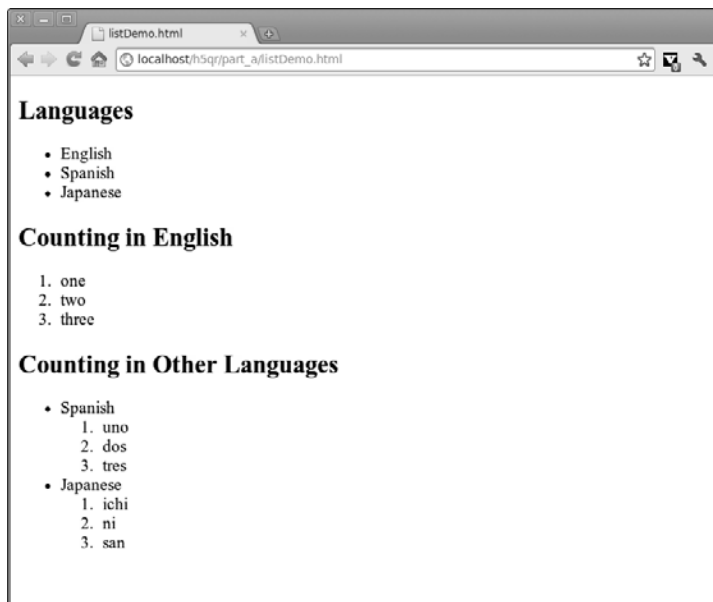 listDemo.html
localhost/h5qr/part_a/listDemo.html
Languages
• English
• Spanish
• Japanese
Counting in English
1. one
2. two
3. three
Counting in Other Languages
• Spanish
1. uno
2. dos
3. tres
• Japanese
1. ichi
2. ni
3. san